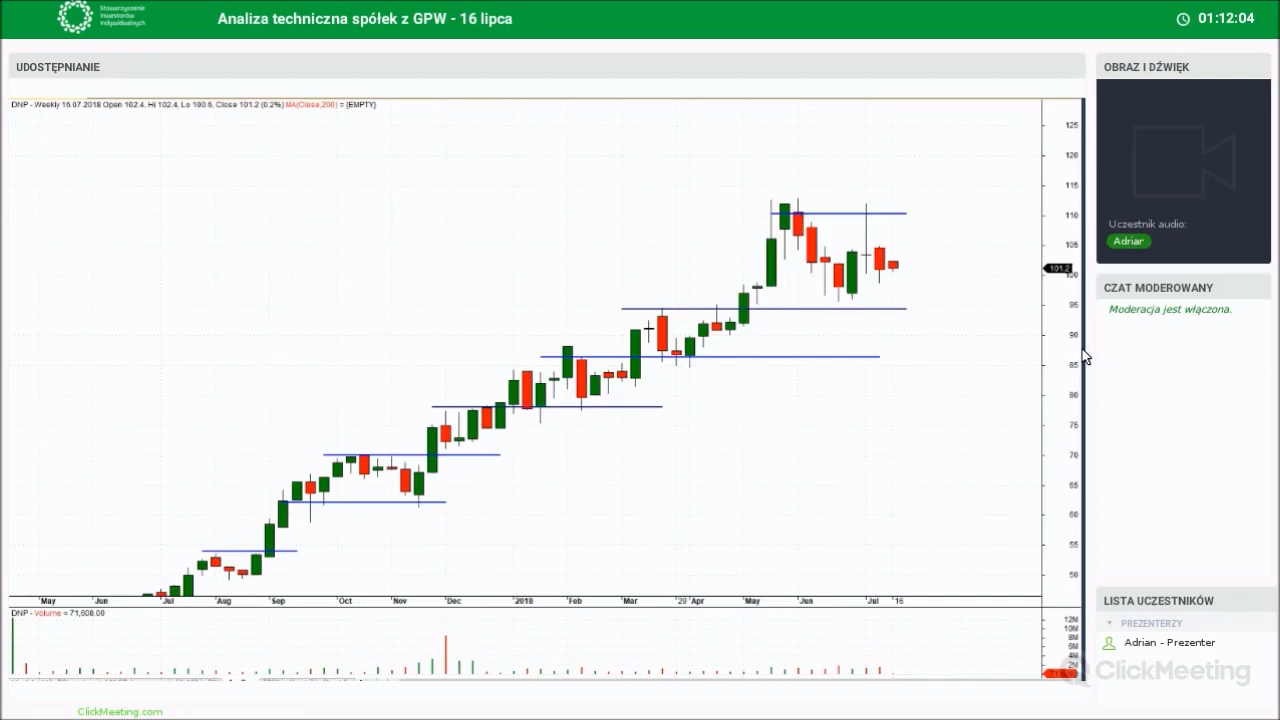 Stowarzyszenie
Inwestorów
Indywidualnych
Analiza techniczna spółek z GPW - 16 lipca
01:12:04
UDOSTĘPNIANIE
OBRAZ I DŹWIĘK
DNP - Weekly 16.07.2018 Open 102.4, Hi 102.4, Lo 100.6, Close 101.2 (0.2%) MA(Close,200) = {EMPTY}
125
120
115
110
105
101.2
100
95
90
85
80
75
70
65
60
55
50
Uczestnik audio:
Adriar
CZAT MODEROWANY
Moderacja jest włączona.
May Jun Jul Aug Sep Oct Nov Dec 2018 Feb Mar 29 Apr May Jun Jul 16
DNP - Volume = 71,608.00
12M
10M
8M
6M
4M
2M
LISTA UCZESTNIKÓW
PREZENTERZY
Adrian - Prezenter
ClickMeeting
ClickMeeting.com